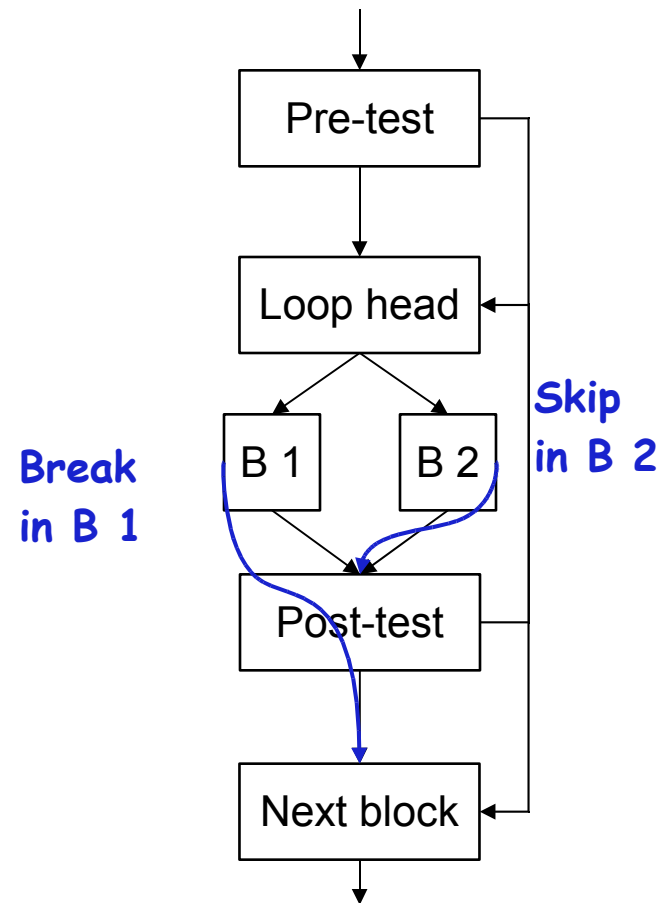 Pre-test
Loop head
Skip
in B 2
B 1
B 2
Break
in B 1
Post-test
Next block